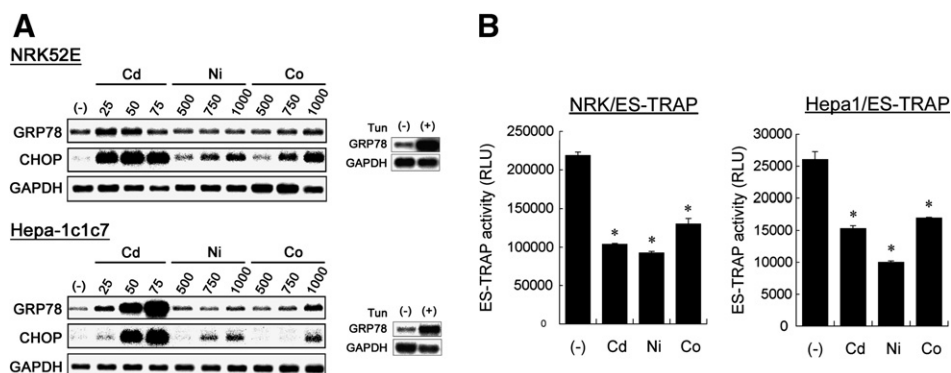 A
NRK52E
Cd Ni Co
(-) 25 50 75 500 750 1000 500 750 1000
GRP78
CHOP
GAPDH
Tun (-) (+)
GRP78
GAPDH
Hepa-1c1c7
Cd Ni Co
(-) 25 50 75 500 750 1000 500 750 1000
GRP78
CHOP
GAPDH
Tun (-) (+)
GRP78
GAPDH
B
NRK/ES-TRAP
ES-TRAP activity (RLU)
250000
200000
150000
100000
50000
0
* * *
(-) Cd Ni Co
Hepa1/ES-TRAP
ES-TRAP activity (RLU)
30000
25000
20000
15000
10000
5000
0
* * *
(-) Cd Ni Co